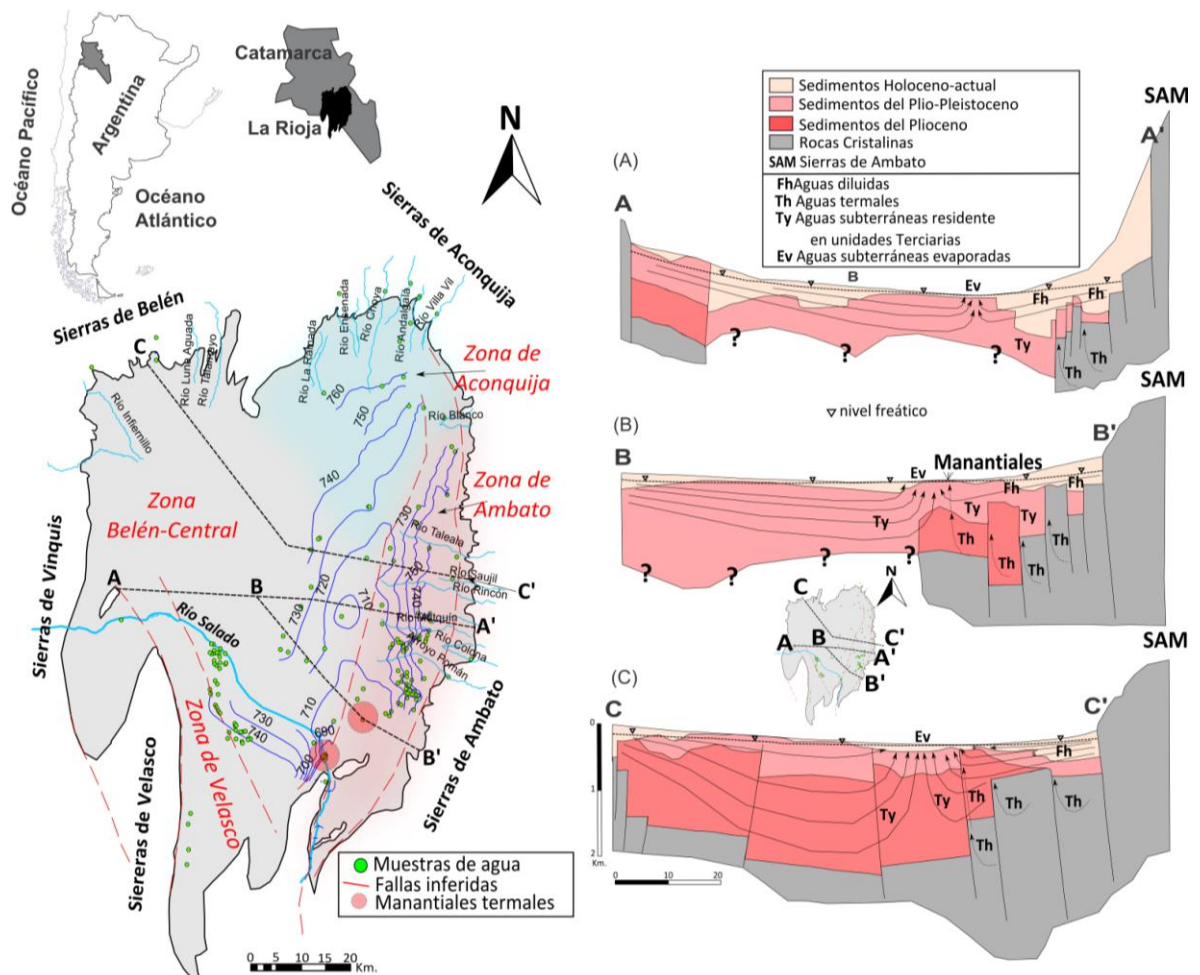 Océano Pacífico
Argentina
Océano
Atlántico
Catamarca
La Rioja
N
Sierras de Aconquija
Sierras de Belén
Río Luna Aguada
Río La Ramada
Río Ensenada
Río Choya
Río Andalgalá
Río Villa Vil
C
Zona de
Aconquija
760
750
740
Río Infiernillo
Río Blanco
Zona
Belén-Central
Zona de
Ambato
730
Río Taleala
Sierras de Vinquis
A
B
Río Salado
720
730
710
750
740
Río Saujil
Río Rincón
C'
A'
Río Colona
Arroyo Pomán
Zona de Velasco
730
740
710
690
700
B'
Siereras de Velasco
Sierras de Ambato
Muestras de agua
Fallas inferidas
Manantiales termales
0 5 10 15 20
Km.
Sedimentos Holoceno-actual
Sedimentos del Plio-Pleistoceno
Sedimentos del Plioceno
Rocas Cristalinas
SAM Sierras de Ambato
Fh Aguas diluidas
Th Aguas termales
Ty Aguas subterráneas residente
en unidades Terciarias
Ev Aguas subterráneas evaporadas
SAM
(A)
A
A'
B
Ev
Fh
Fh
Ty
Th
Th
? ? ?
SAM
nivel freático
(B)
B
B'
Ev
Manantiales
Fh
Ty
Ty
Ty
Th
Th
Th
Th
? ? ? ?
N
C
A
B
C'
A'
B'
SAM
(C)
C
C'
0
1
2
Km.
Ev
Fh
Ty
Ty
Th
Th
Th
Th
0 10 20